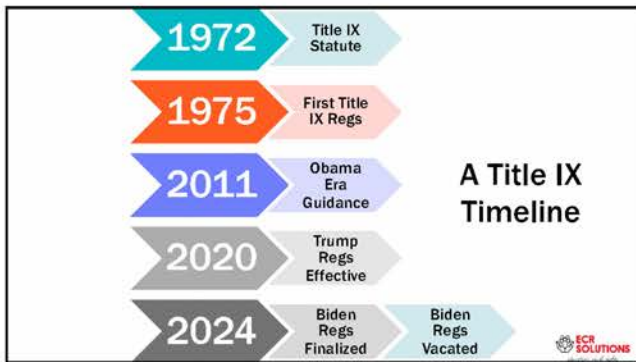 1972
Title IX
Statute
1975
First Title
IX Regs
2011
Obama
Era
Guidance
A Title IX
Timeline
2020
Trump
Regs
Effective
2024
Biden
Regs
Finalized
Biden
Regs
Vacated
ECR
SOLUTIONS